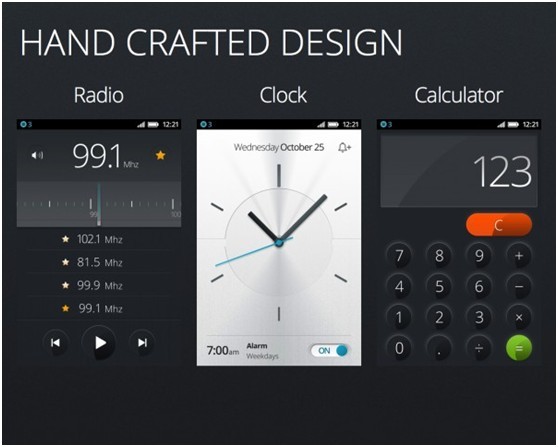 HAND CRAFTED DESIGN
Radio
3 12:21
99.1 Mhz
99 100
102.1 Mhz
81.5 Mhz
99.9 Mhz
99.1 Mhz
Clock
3 12:21
Wednesday October 25
7:00am Alarm ON
Weekdays
Calculator
3 12:21
123
C
7 8 9 +
4 5 6 −
1 2 3 ×
0 . ÷ =